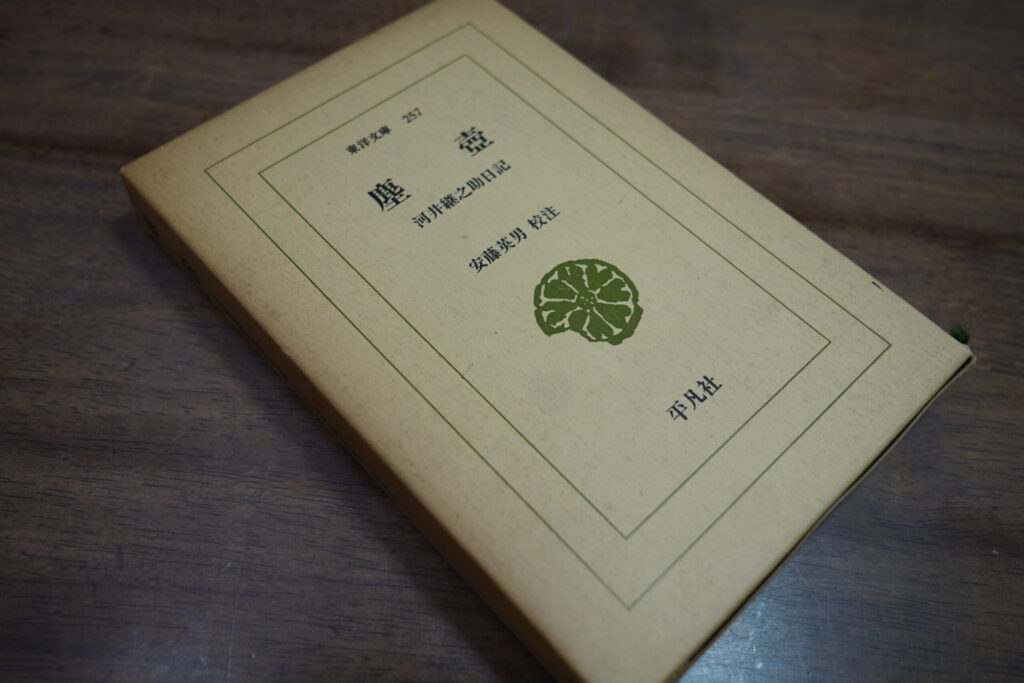 東洋文庫 257
塵壺
河井継之助日記
安藤英男 校注
平凡社